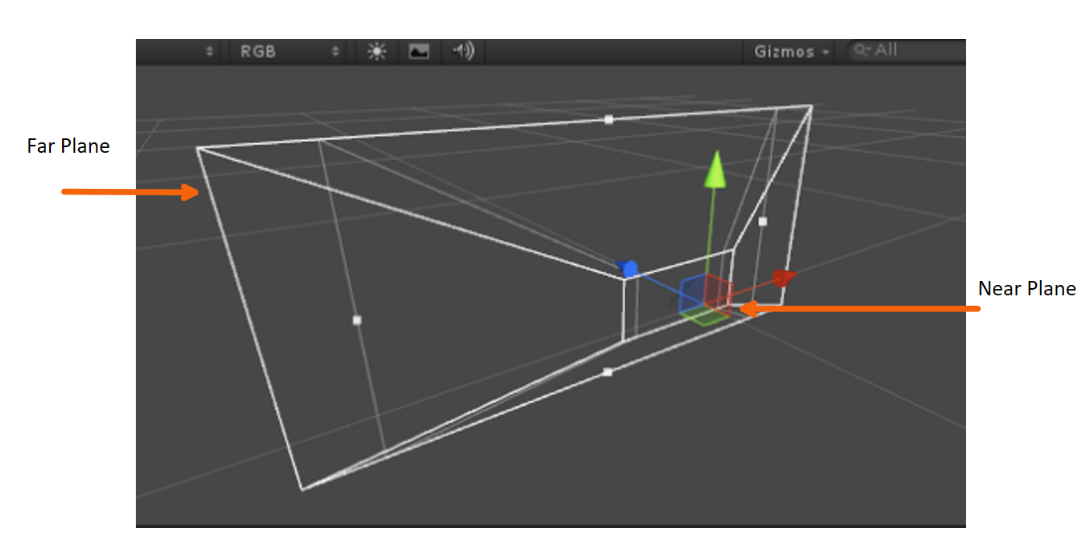 RGB
Gizmos
All
Far Plane
Near Plane